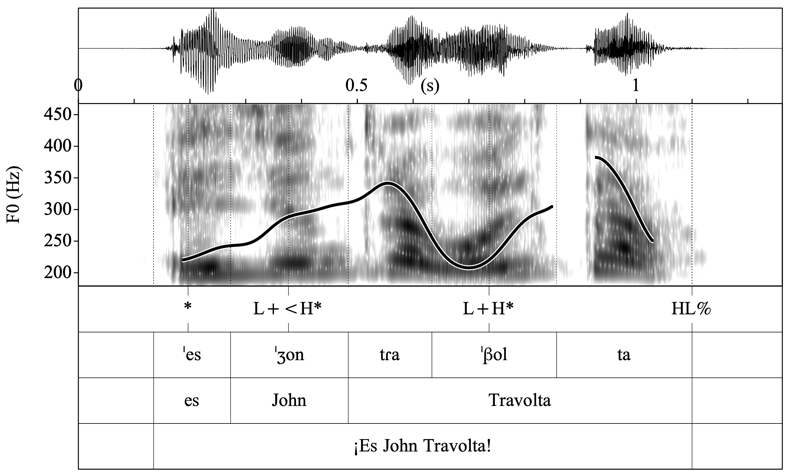 0 0.5 (s) 1
450
400
350
300
250
200
F0 (Hz)
* L+<H* L+H* HL%
ˈes ˈʒon tɾa ˈβol ta
es John Travolta
¡Es John Travolta!